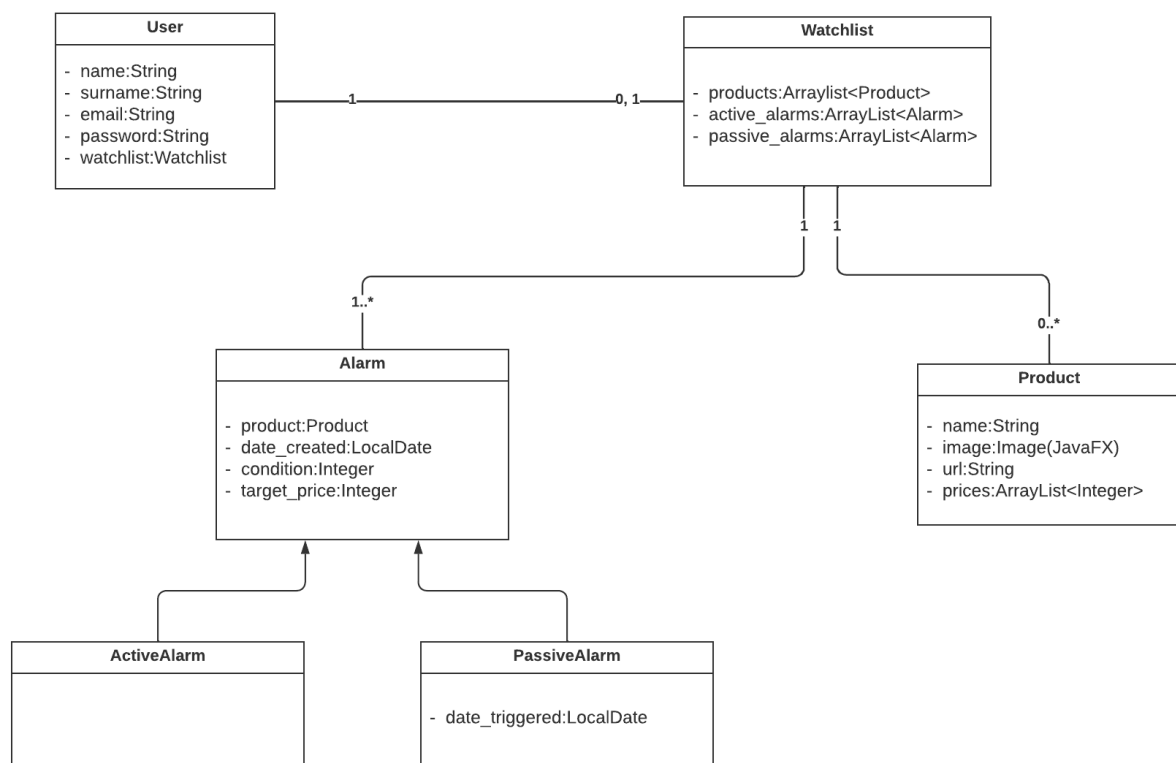 User
- name:String
- surname:String
- email:String
- password:String
- watchlist:Watchlist
1
0, 1
Watchlist
- products:Arraylist<Product>
- active_alarms:ArrayList<Alarm>
- passive_alarms:ArrayList<Alarm>
1
1
1..*
0..*
Alarm
- product:Product
- date_created:LocalDate
- condition:Integer
- target_price:Integer
Product
- name:String
- image:Image(JavaFX)
- url:String
- prices:ArrayList<Integer>
ActiveAlarm
PassiveAlarm
- date_triggered:LocalDate